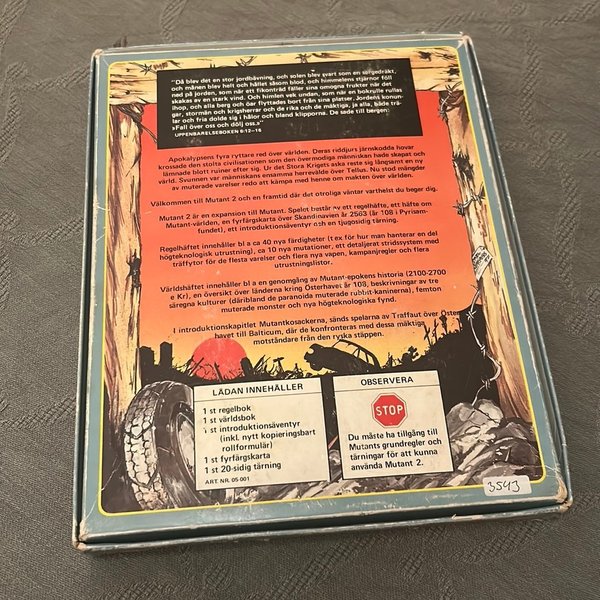 "Då blev det en stor jordbävning, och solen blev svart som en sorgedräkt,
och månen blev helt och hållet såsom blod, och himmelens stjärnor föll
ned på jorden, som när ett fikonträd fäller sina omogna frukter när det
skakas av en stark vind. Och himlen vek undan, som när en bokrulle rullas
ihop, och alla berg och öar flyttades bort från sina platser. Jordens konun-
gar, stormän och krigsherrar och de rika och de mäktiga, ja alla, både trä-
lar och fria dolde sig i hålor och bland klipporna. De sade till bergen:
»Fall över oss och dölj oss.»"
UPPENBARELSEBOKEN 6:12–16
Apokalypsens fyra ryttare red över världen. Deras riddjurs järnskodda hovar
krossade den stolta civilisationen som den övermodiga människan hade skapat och
lämnade blott ruiner efter sig. Ur det Stora Krigets aska reste sig långsamt en ny
värld. Svunnen var människans ensamma herravälde över Tellus. Nu stod mängder
av muterade varelser redo att kämpa med henne om makten över världen.
Välkommen till Mutant 2 och en framtid där det otroliga väntar varthelst du beger dig.
Mutant 2 är en expansion till Mutant. Spelet består av ett regelhäfte, ett häfte om
Mutant-världen, en fyrfärgskarta över Skandinavien år 2563 (år 108 i Pyrisam-
fundet), ett introduktionsäventyr och en tjugosidig tärning.
Regelhäftet innehåller bl a ca 40 nya färdigheter (t ex för hur man hanterar en del
högteknologisk utrustning), ca 10 nya mutationer, ett detaljerat stridssystem med
träffytor för de flesta varelser och flera nya vapen, kampanjregler och flera
utrustningslistor.
Världshäftet innehåller bl a en genomgång av Mutant-epokens historia (2100-2700
e Kr), en översikt över länderna kring Österhavet år 108, beskrivningar av tre
säregna kulturer (däribland de paranoida muterade rubbit-kaninerna), femton
muterade monster och nya högteknologiska fynd.
I introduktionskapitlet Mutantkosackerna, sänds spelarna av Traffaut över Öster-
havet till Balticum, där de konfronteras med dessa mäktiga
motståndare från den ryska stäppen.
LÅDAN INNEHÅLLER
1 st regelbok
1 st världsbok
1 st introduktionsäventyr
(inkl. nytt kopieringsbart
rollformulär)
1 st fyrfärgskarta
1 st 20-sidig tärning
ART. NR. 05 001
OBSERVERA
STOP
Du måste ha tillgång till
Mutants grundregler och
tärningar för att kunna
använda Mutant 2.
3543